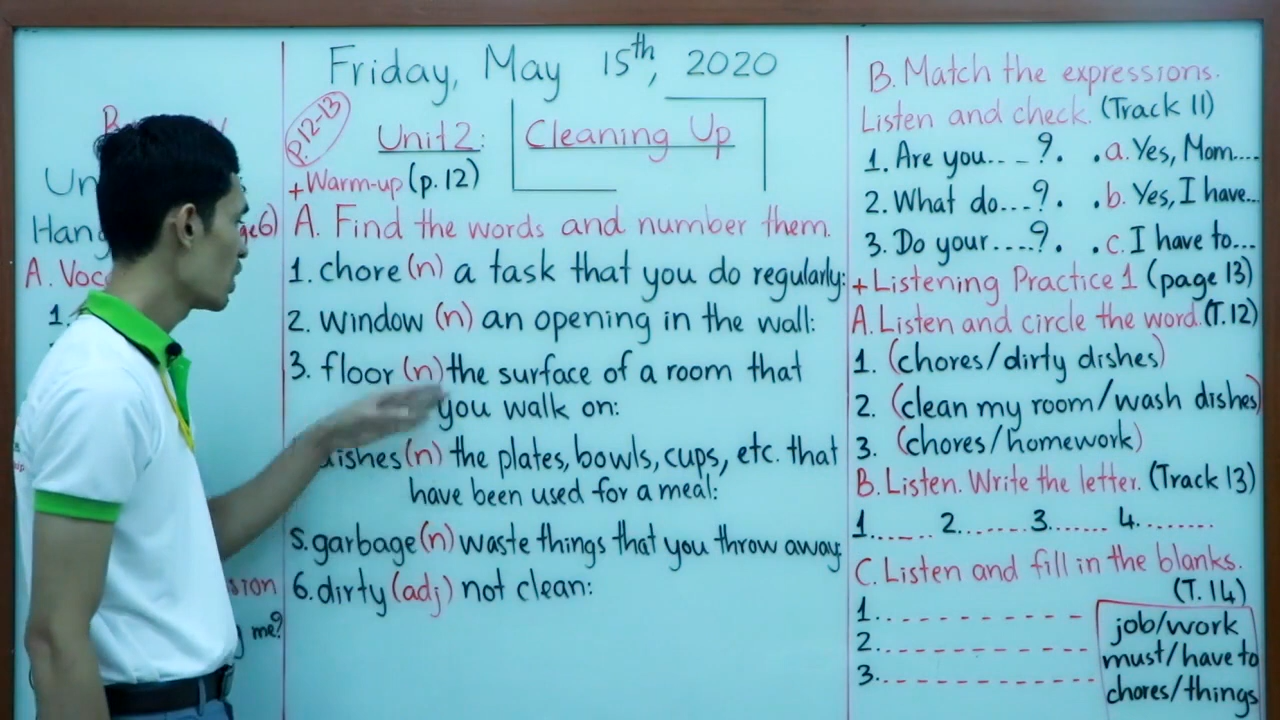 Friday, May 15th, 2020
P.12-13
Unit 2: Cleaning Up
+Warm-up (p. 12)
A. Find the words and number them.
1. chore (n) a task that you do regularly:
2. window (n) an opening in the wall:
3. floor (n) the surface of a room that
you walk on:
dishes (n) the plates, bowls, cups, etc. that
have been used for a meal:
5. garbage (n) waste things that you throw away
6. dirty (adj) not clean:
Hang
A. Voc
1.
me?
B. Match the expressions.
Listen and check. (Track 11)
1. Are you.. _ ?. .a. Yes, Mom....
2. What do...?. .b. Yes, I have...
3. Do your....?. .c. I have to...
+Listening Practice 1 (page 13)
A. Listen and circle the word. (T.12)
1. (chores/dirty dishes)
2. (clean my room/wash dishes)
3. (chores/homework)
B. Listen. Write the letter. (Track 13)
1...... 2....... 3....... 4.........
C. Listen and fill in the blanks.
(T. 14)
1. - - - - - - - - - -
2. - - - - - - - - - -
3. - - - - - - - - - -
job/work
must/have to
chores/things